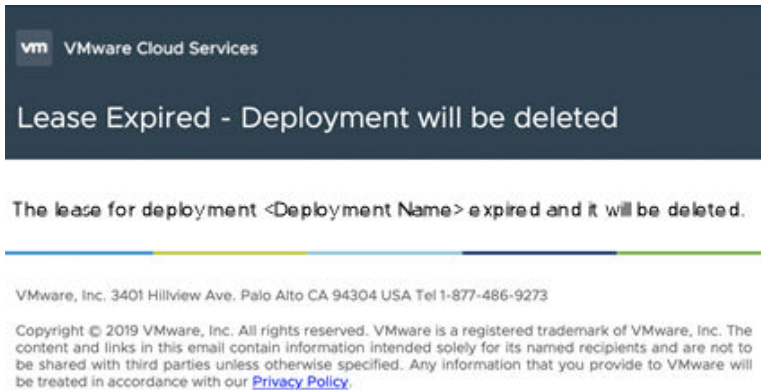 vm VMware Cloud Services
Lease Expired - Deployment will be deleted
The lease for deployment <Deployment Name> expired and it will be deleted.
VMware, Inc. 3401 Hillview Ave. Palo Alto CA 94304 USA Tel 1-877-486-9273
Copyright © 2019 VMware, Inc. All rights reserved. VMware is a registered trademark of VMware, Inc. The
content and links in this email contain information intended solely for its named recipients and are not to
be shared with third parties unless otherwise specified. Any information that you provide to VMware will
be treated in accordance with our Privacy Policy.